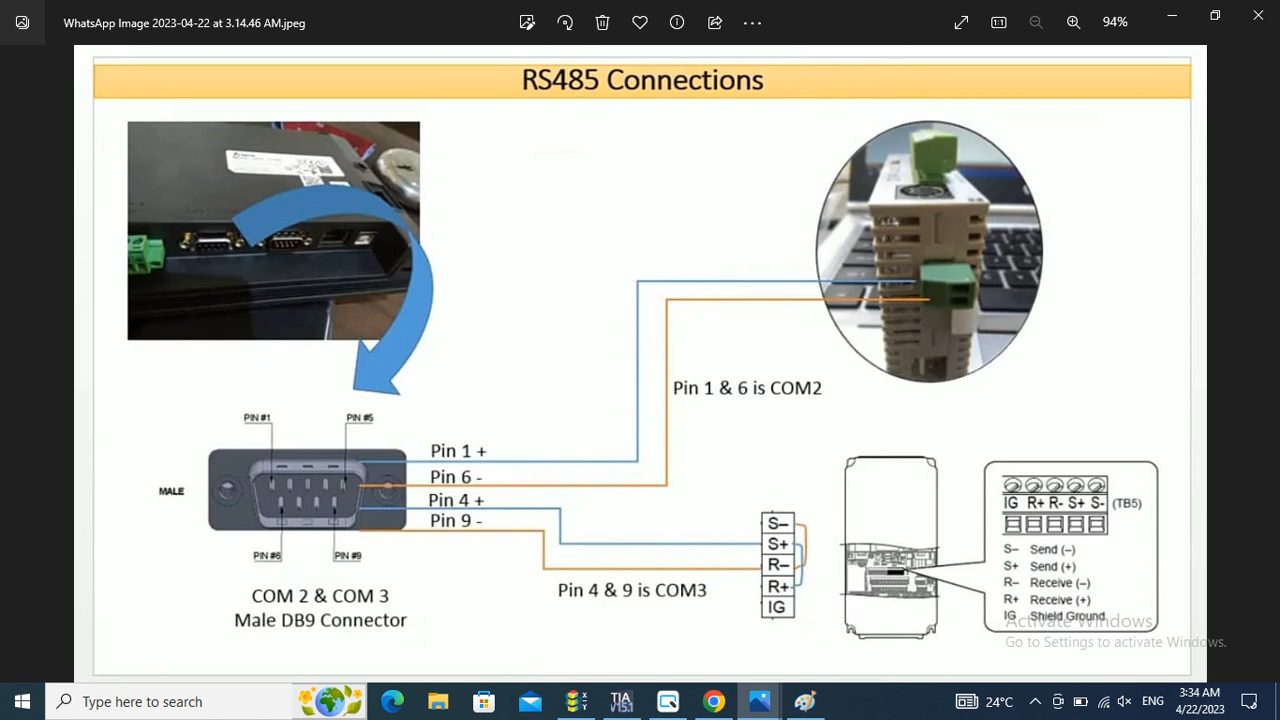 WhatsApp Image 2023-04-22 at 3.14.46 AM.jpeg
94%
RS485 Connections
Pin 1 & 6 is COM2
PIN #1
PIN #5
MALE
PIN #6
PIN #9
Pin 1 +
Pin 6 -
Pin 4 +
Pin 9 -
COM 2 & COM 3
Male DB9 Connector
Pin 4 & 9 is COM3
S–
S+
R–
R+
IG
IG R+ R- S+ S- (TB5)
S– Send (–)
S+ Send (+)
R– Receive (–)
R+ Receive (+)
IG Shield Ground
Activate Windows
Go to Settings to activate Windows.
Type here to search
TIA
V15.1
24°C
ENG
3:34 AM
4/22/2023